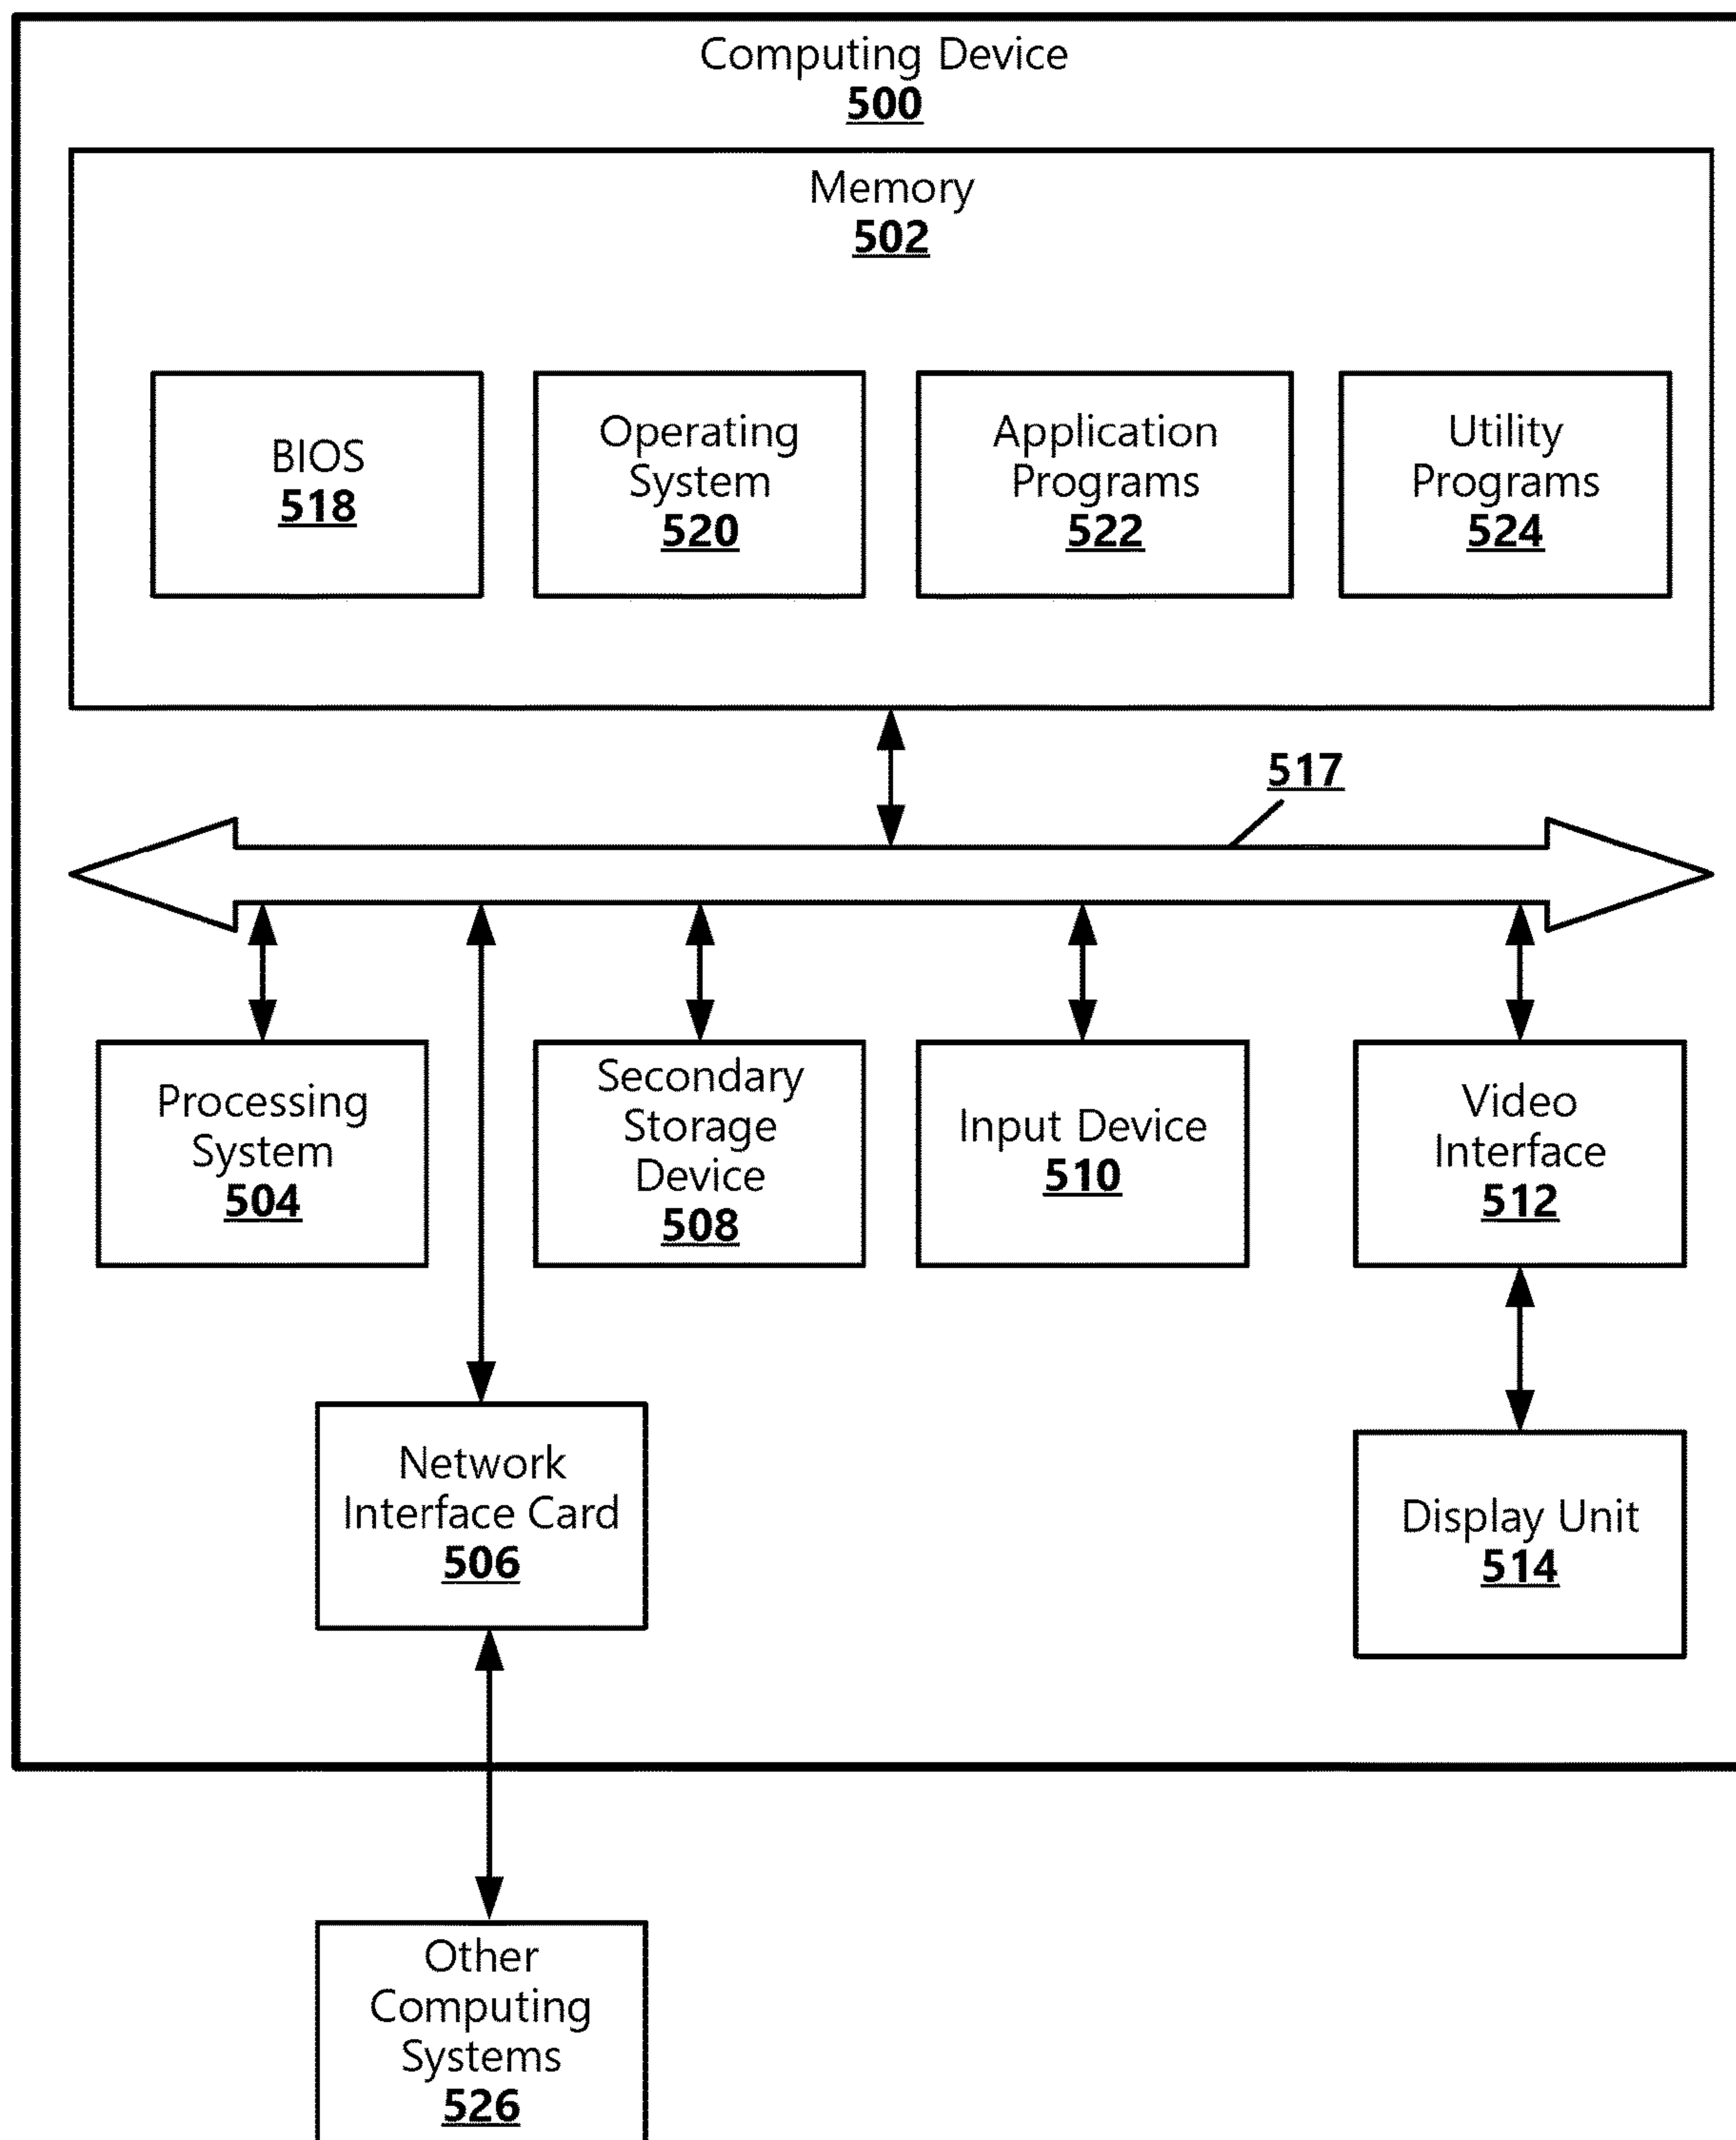 Computing Device
500
Memory
502
BIOS
518
Operating
System
520
Application
Programs
522
Utility
Programs
524
517
Processing
System
504
Secondary
Storage
Device
508
Input Device
510
Video
Interface
512
Network
Interface Card
506
Display Unit
514
Other
Computing
Systems
526